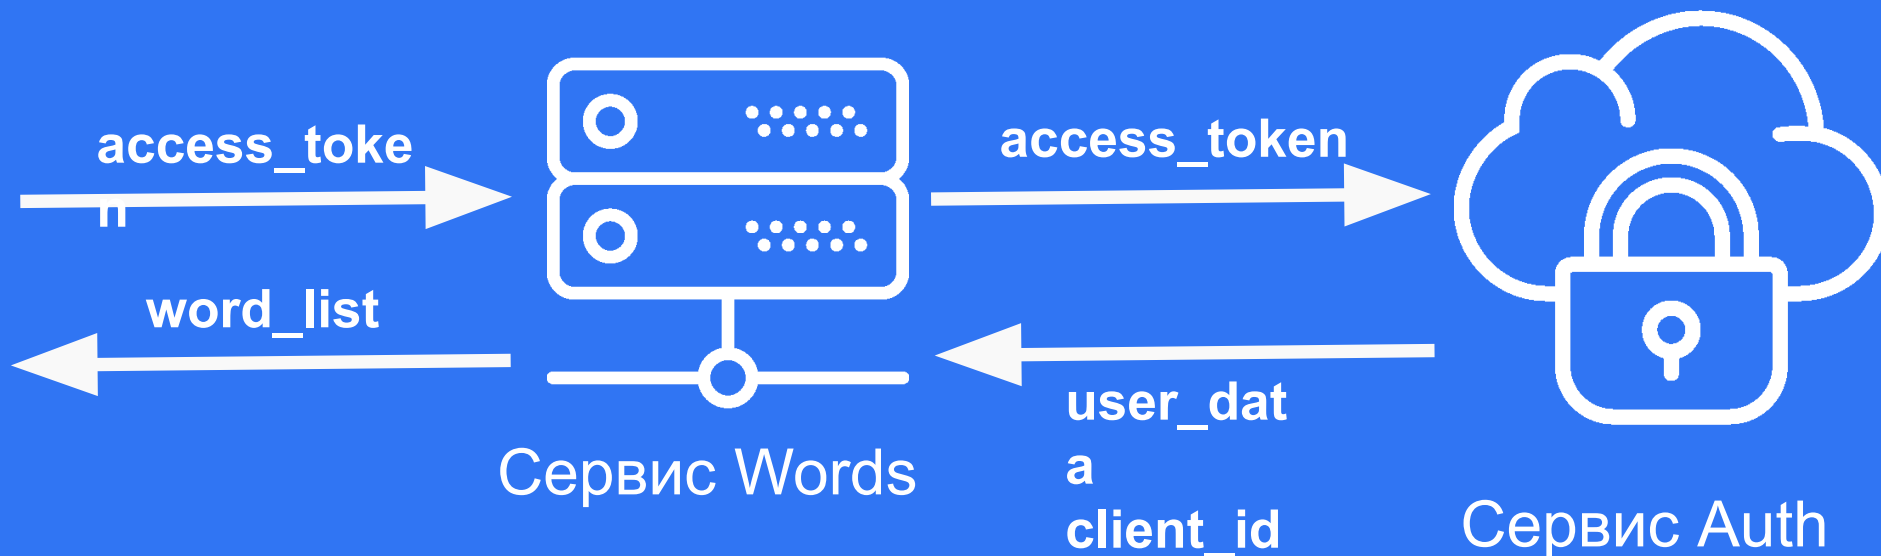 access_toke
n
access_token
word_list
user_dat
a
client_id
Сервис Words
Сервис Auth